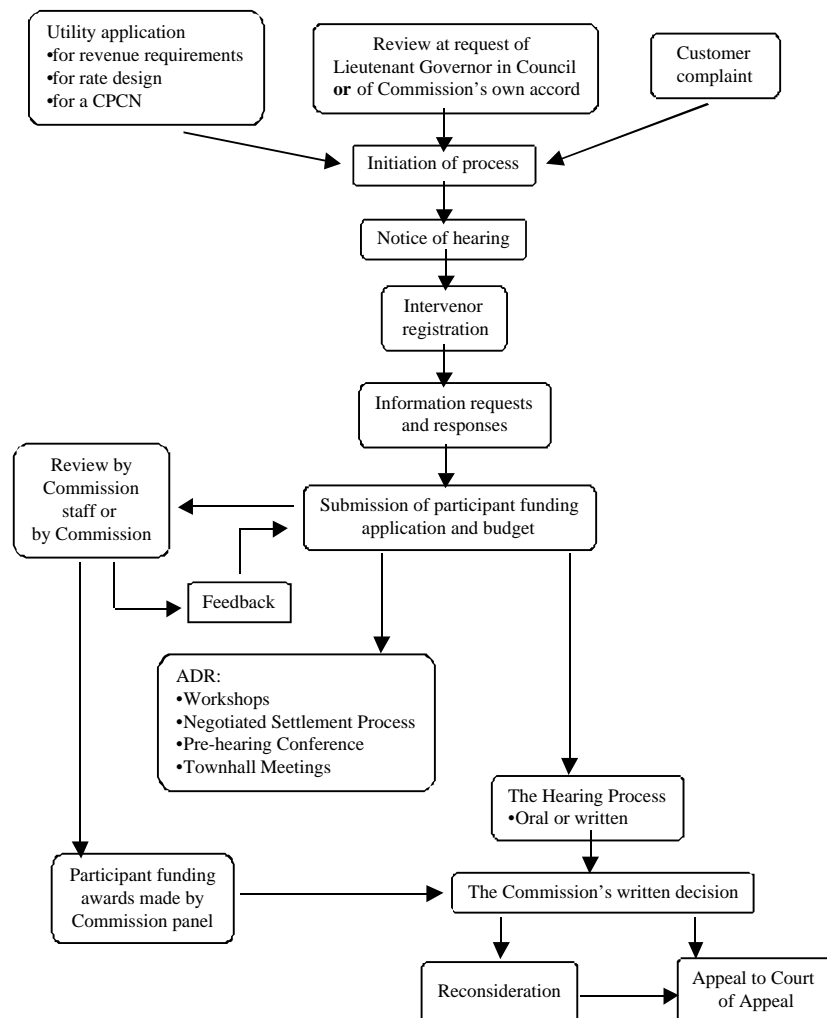 Utility application
•for revenue requirements
•for rate design
•for a CPCN
Review at request of
Lieutenant Governor in Council
or of Commission’s own accord
Customer
complaint
Initiation of process
Notice of hearing
Intervenor
registration
Information requests
and responses
Review by
Commission
staff or
by Commission
Submission of participant funding
application and budget
Feedback
ADR:
•Workshops
•Negotiated Settlement Process
•Pre-hearing Conference
•Townhall Meetings
The Hearing Process
•Oral or written
Participant funding
awards made by
Commission panel
The Commission’s written decision
Reconsideration
Appeal to Court
of Appeal